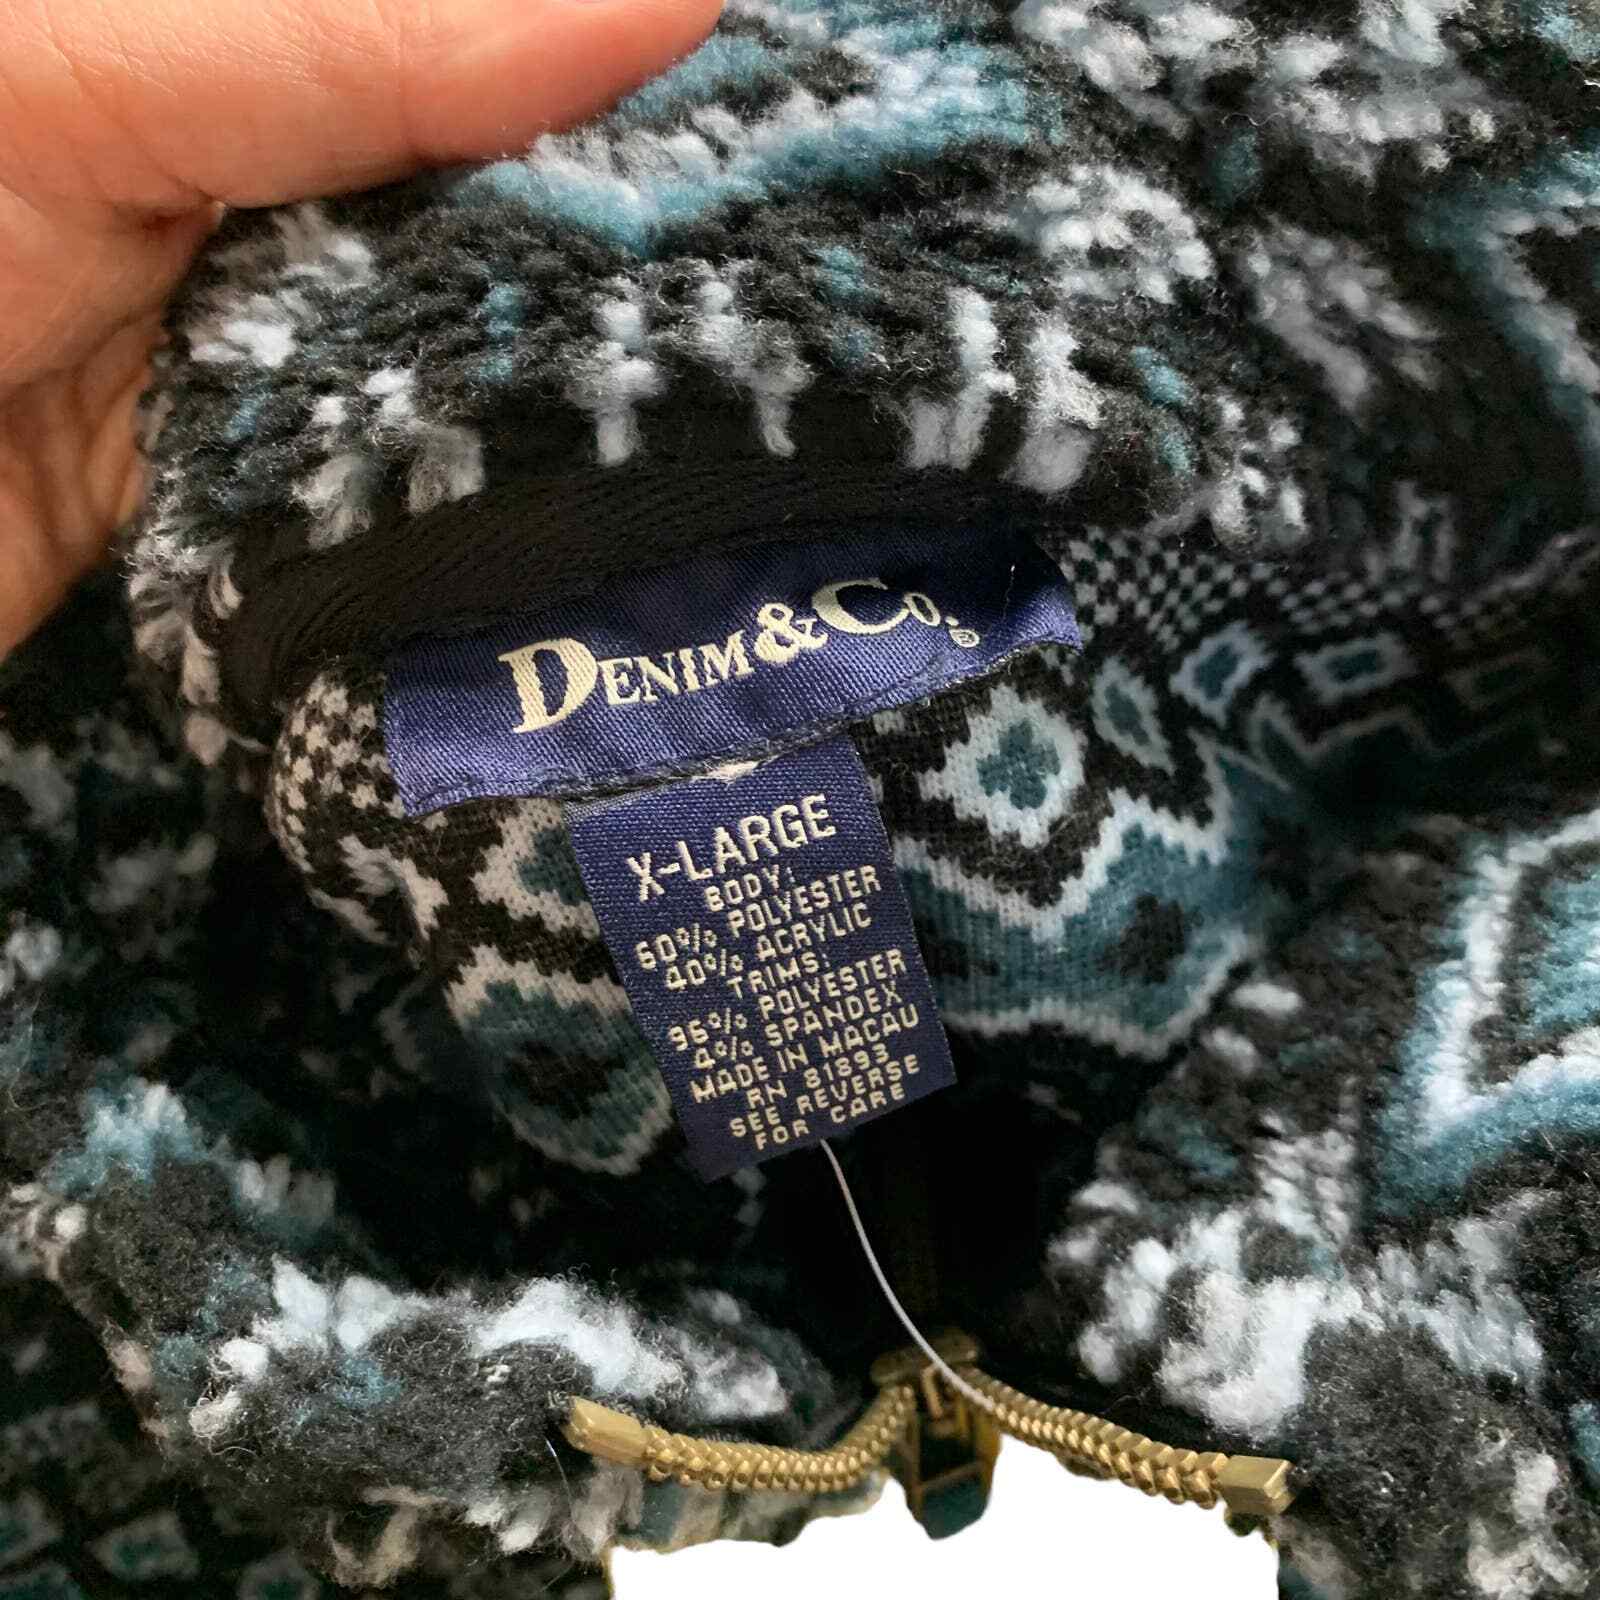 DENIM & CO.®
X-LARGE
BODY:
60% POLYESTER
40% ACRYLIC
TRIMS:
96% POLYESTER
4% SPANDEX
MADE IN MACAU
RN 81893
SEE REVERSE
FOR CARE